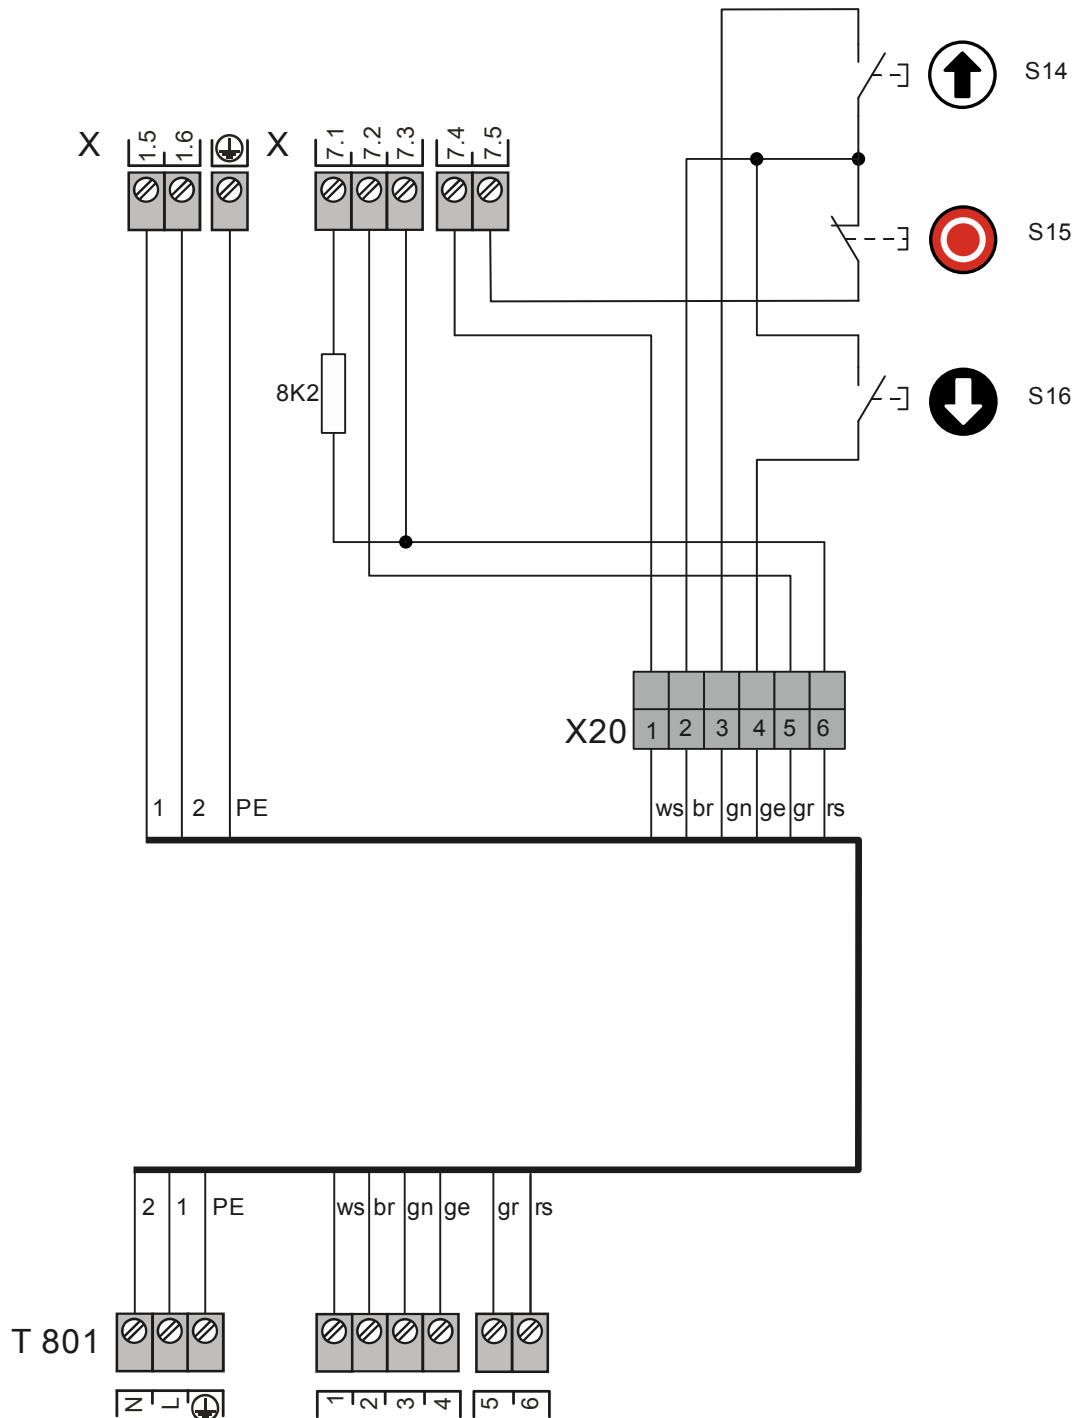 S14
X 1.5 1.6 X 7.1 7.2 7.3 7.4 7.5
S15
8K2
S16
X20 1 2 3 4 5 6
1 2 PE ws br gn ge gr rs
2 1 PE ws br gn ge gr rs
T 801
N L 1 2 3 4 5 6